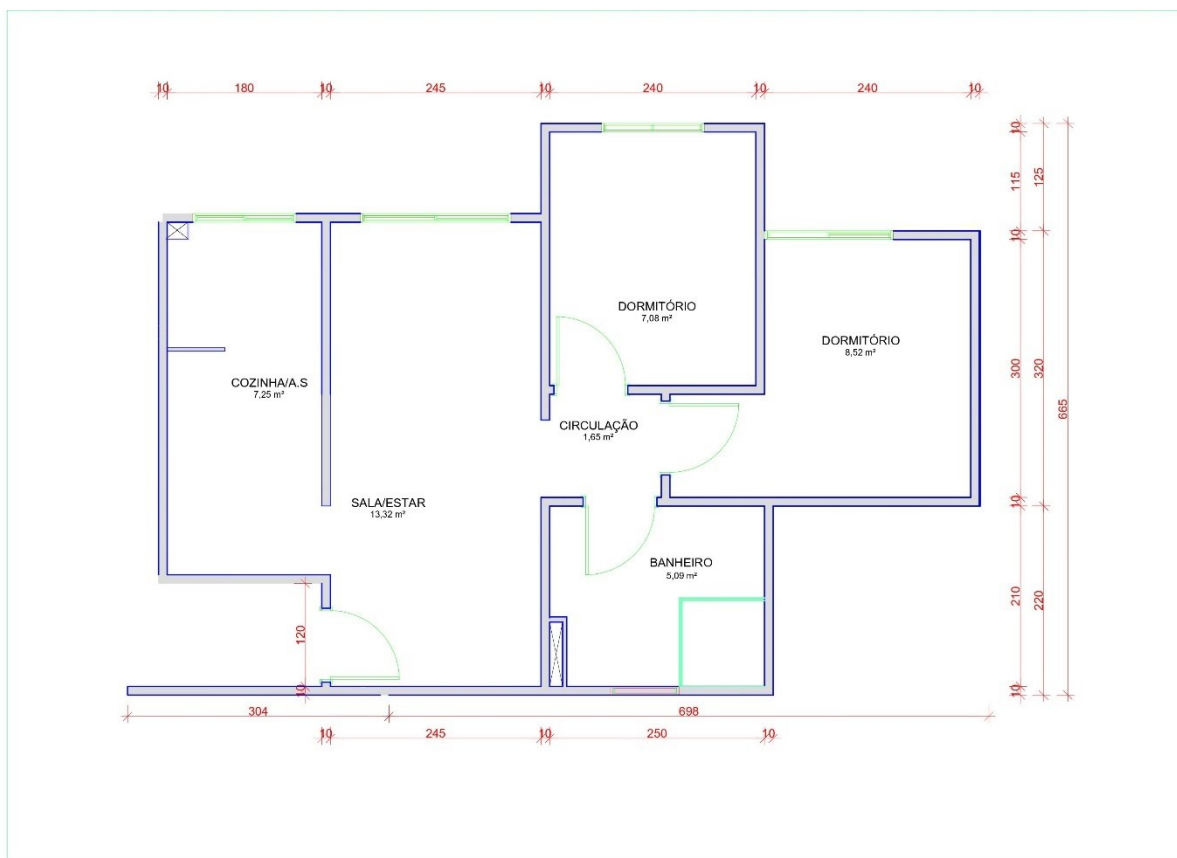 10 180 10 245 10 240 10 240 10
10
115
125
10
DORMITÓRIO
7,08 m²
DORMITÓRIO
8,52 m²
300
320
665
COZINHA/A.S
7,25 m²
CIRCULAÇÃO
1,65 m²
SALA/ESTAR
13,32 m²
10
BANHEIRO
5,09 m²
210
220
120
10
10
304 698
10 245 10 250 10